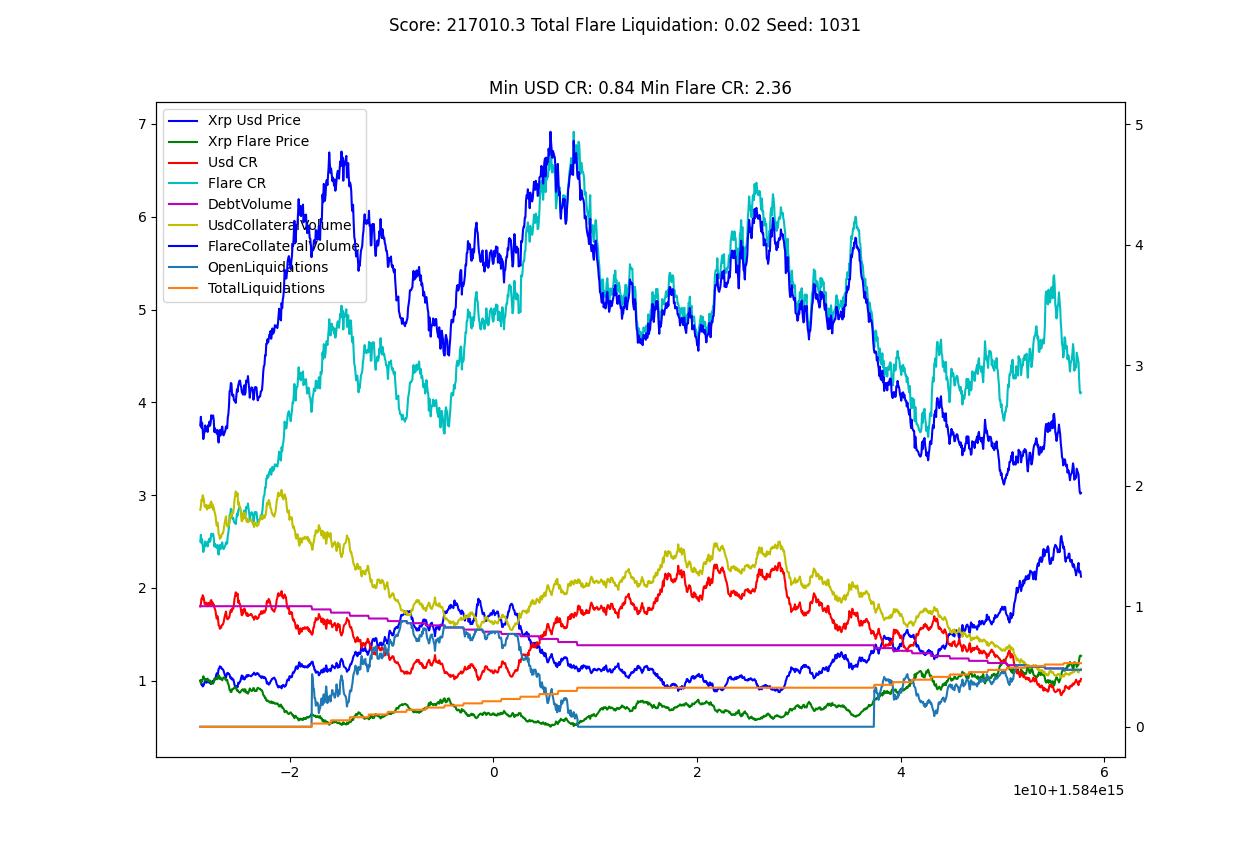 Score: 217010.3 Total Flare Liquidation: 0.02 Seed: 1031
Min USD CR: 0.84 Min Flare CR: 2.36
Xrp Usd Price
Xrp Flare Price
Usd CR
Flare CR
DebtVolume
UsdCollateralVolume
FlareCollateralVolume
OpenLiquidations
TotalLiquidations
7
6
5
4
3
2
1
5
4
3
2
1
0
−2
0
2
4
6
1e10+1.584e15